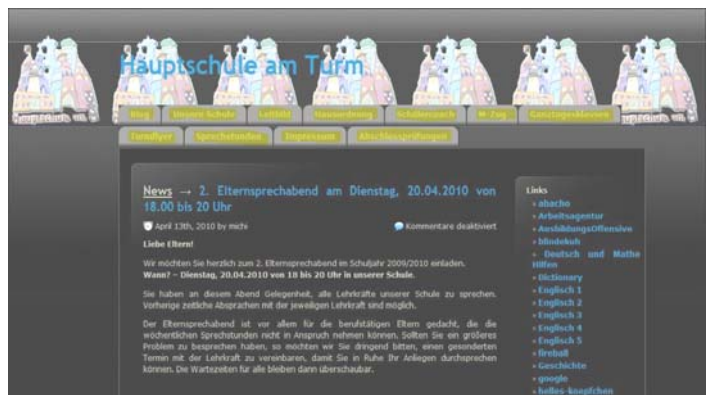 Hauptschule am Turm
Blog Unsere Schule Leitbild Hausordnung Schülercoach M-Zug Ganztagesklassen
Turmflyer Sprechstunden Impressum Abschlussprüfungen
News → 2. Elternsprechabend am Dienstag, 20.04.2010 von
18.00 bis 20 Uhr
April 13th, 2010 by michi
Kommentare deaktiviert
Liebe Eltern!
Wir möchten Sie herzlich zum 2. Elternsprechabend im Schuljahr 2009/2010 einladen.
Wann? – Dienstag, 20.04.2010 von 18 bis 20 Uhr in unserer Schule.
Sie haben an diesem Abend Gelegenheit, alle Lehrkräfte unserer Schule zu sprechen.
Vorherige zeitliche Absprachen mit der jeweiligen Lehrkraft sind möglich.
Der Elternsprechabend ist vor allem für die berufstätigen Eltern gedacht, die die
wöchentlichen Sprechstunden nicht in Anspruch nehmen können. Sollten Sie ein größeres
Problem zu besprechen haben, so möchten wir Sie dringend bitten, einen gesonderten
Termin mit der Lehrkraft zu vereinbaren, damit Sie in Ruhe Ihr Anliegen durchsprechen
können. Die Wartezeiten für alle bleiben dann überschaubar.
Links
» abacho
» Arbeitsagentur
» AusbildungsOffensive
» blindekuh
» Deutsch und Mathe
Hilfen
» Dictionary
» Englisch 1
» Englisch 2
» Englisch 3
» Englisch 4
» Englisch 5
» fireball
» Geschichte
» google
» helles-koepfchen